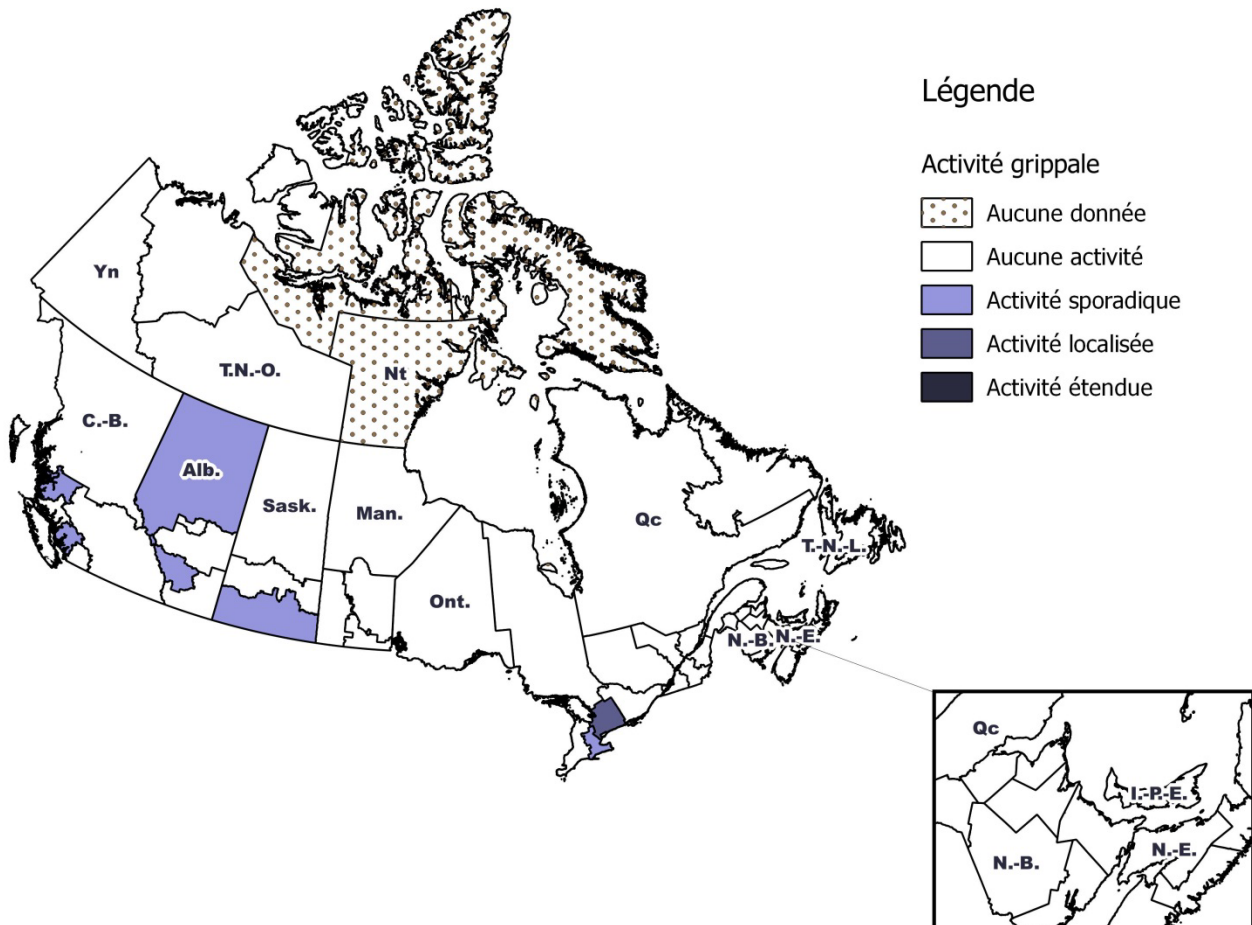 Légende
Activité grippale
Aucune donnée
Aucune activité
Activité sporadique
Activité localisée
Activité étendue
Yn
T.N.-O.
Nt
C.-B.
Alb.
Sask.
Man.
Qc
T.-N.-L.
Ont.
N.-B.
N.-E.
Qc
I.-P.-E.
N.-B.
N.-E.